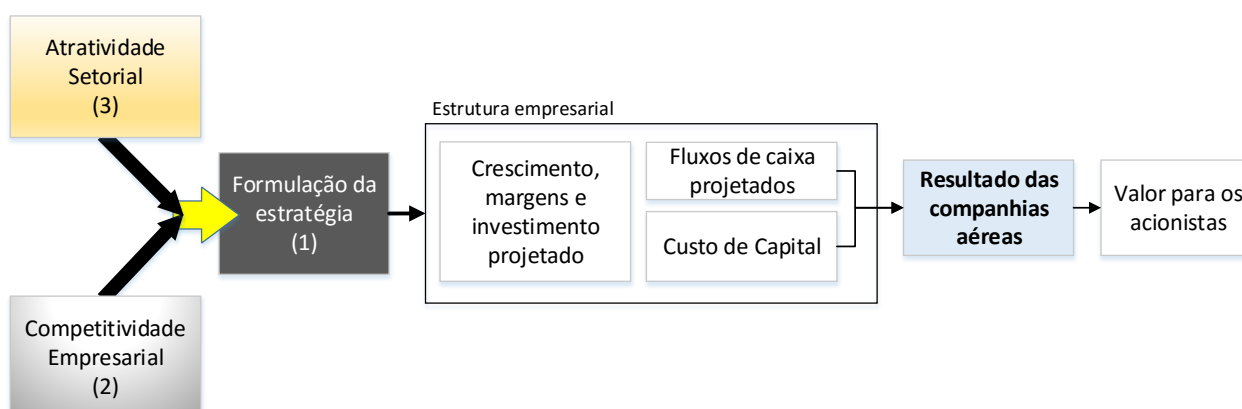 Atratividade
Setorial
(3)
Competitividade
Empresarial
(2)
Formulação da
estratégia
(1)
Estrutura empresarial
Crescimento,
margens e
investimento
projetado
Fluxos de caixa
projetados
Custo de Capital
Resultado das
companhias
aéreas
Valor para os
acionistas